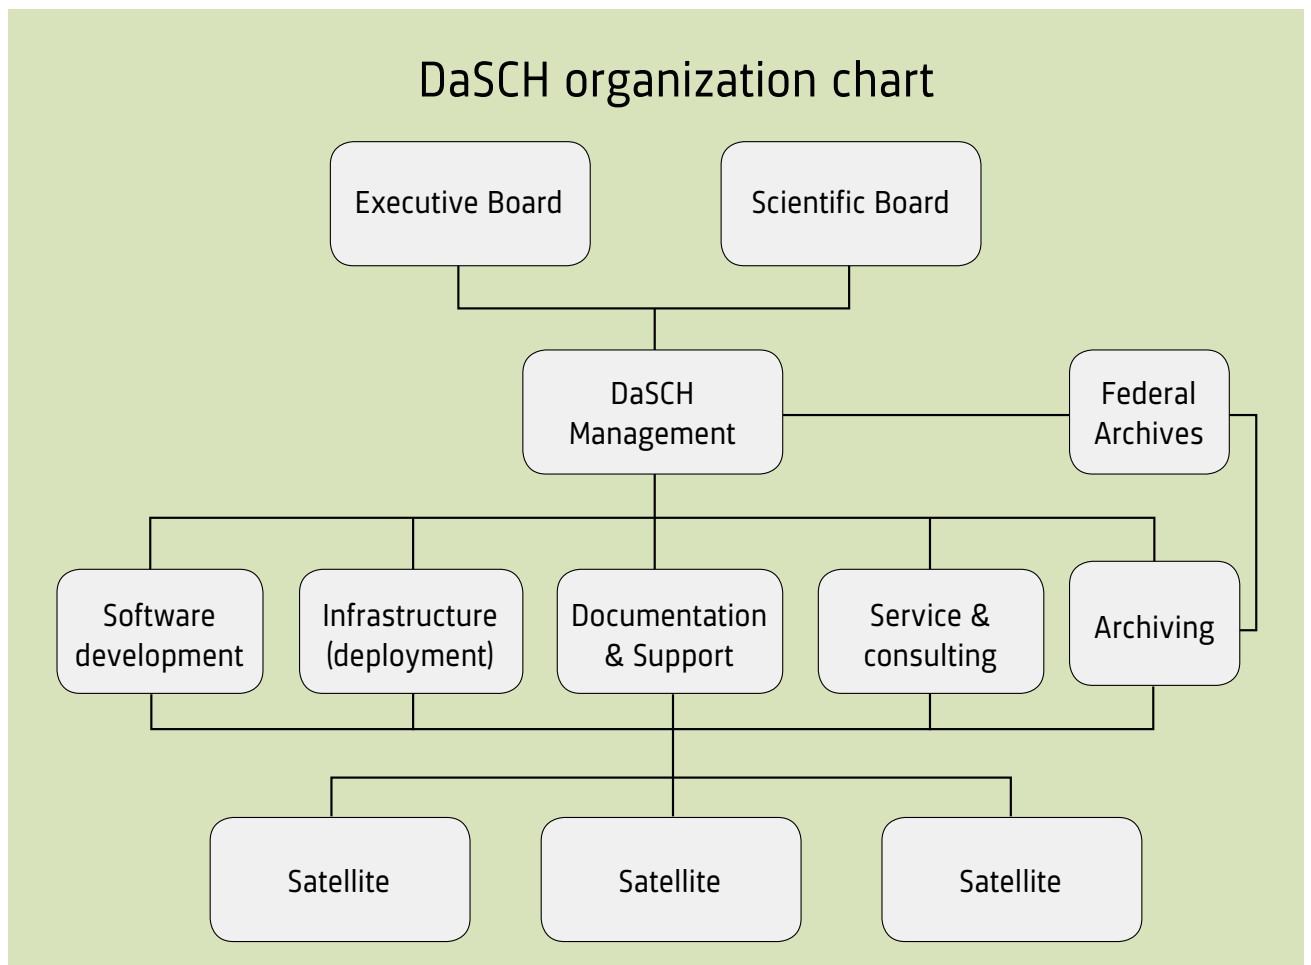 DaSCH organization chart
Executive Board
Scientific Board
DaSCH
Management
Federal
Archives
Software
development
Infrastructure
(deployment)
Documentation
& Support
Service &
consulting
Archiving
Satellite
Satellite
Satellite